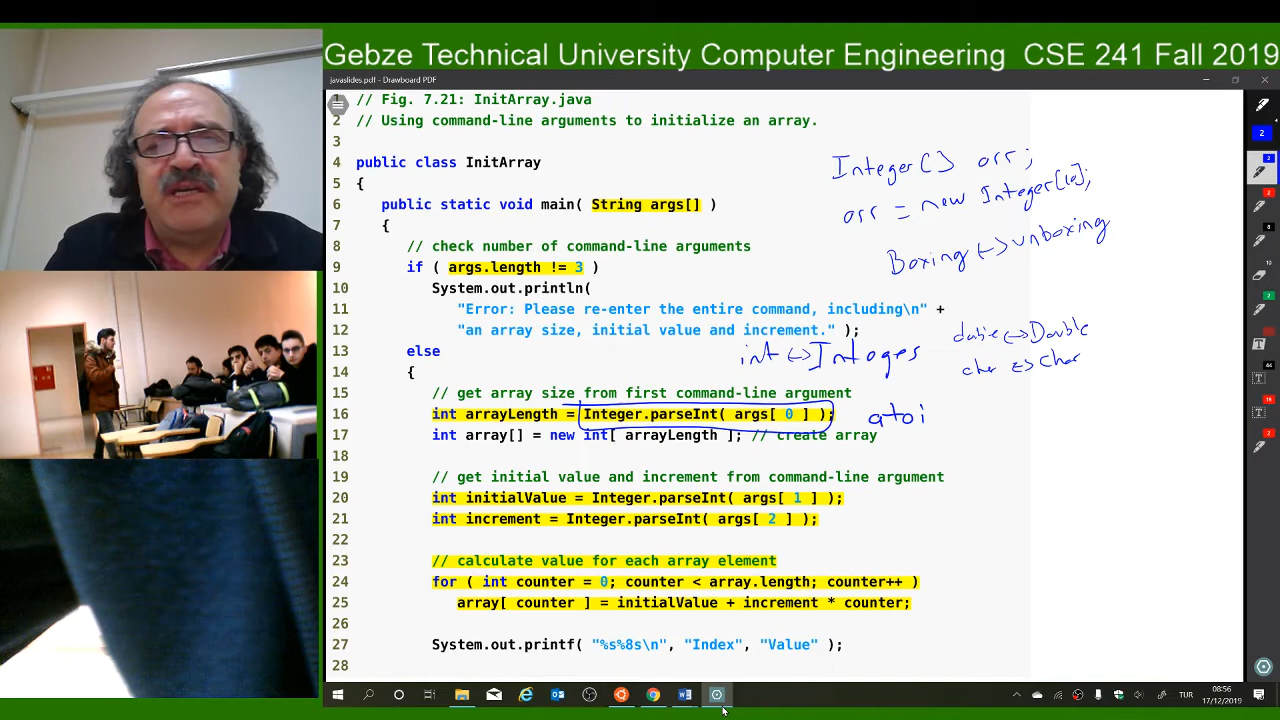 Gebze Technical University Computer Engineering  CSE 241 Fall 2019
javaslides.pdf - Drawboard PDF
1 // Fig. 7.21: InitArray.java
2 // Using command-line arguments to initialize an array.
3
4 public class InitArray
5 {
6 public static void main( String args[] )
7 {
8 // check number of command-line arguments
9 if ( args.length != 3 )
10 System.out.println(
11 "Error: Please re-enter the entire command, including\n" +
12 "an array size, initial value and increment." );
13 else
14 {
15 // get array size from first command-line argument
16 int arrayLength = Integer.parseInt( args[ 0 ] );
17 int array[] = new int[ arrayLength ]; // create array
18
19 // get initial value and increment from command-line argument
20 int initialValue = Integer.parseInt( args[ 1 ] );
21 int increment = Integer.parseInt( args[ 2 ] );
22
23 // calculate value for each array element
24 for ( int counter = 0; counter < array.length; counter++ )
25 array[ counter ] = initialValue + increment * counter;
26
27 System.out.printf( "%s%8s\n", "Index", "Value" );
28
Integer[] arr;
arr = new Integer[10];
Boxing <-> unboxing
int <-> Integer
double <-> Double
char <-> Char
atoi
2
TUR
08:56
17/12/2019